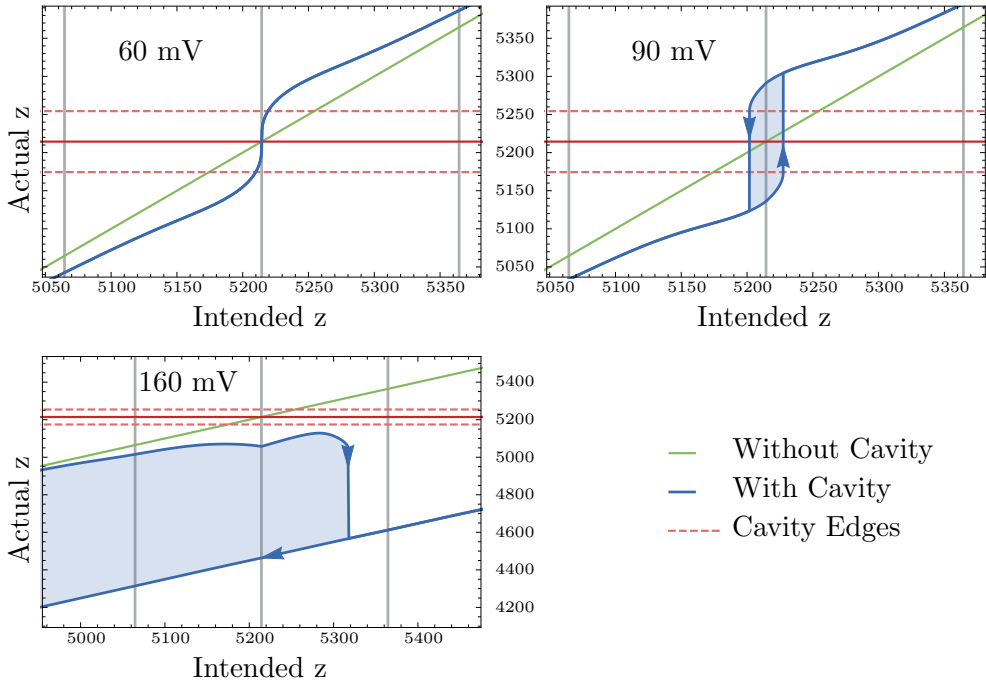 60 mV
Actual z
5350
5300
5250
5200
5150
5100
5050
5050 5100 5150 5200 5250 5300 5350
Intended z
90 mV
5050 5100 5150 5200 5250 5300 5350
Intended z
160 mV
Actual z
5400
5200
5000
4800
4600
4400
4200
5000 5100 5200 5300 5400
Intended z
Without Cavity
With Cavity
Cavity Edges